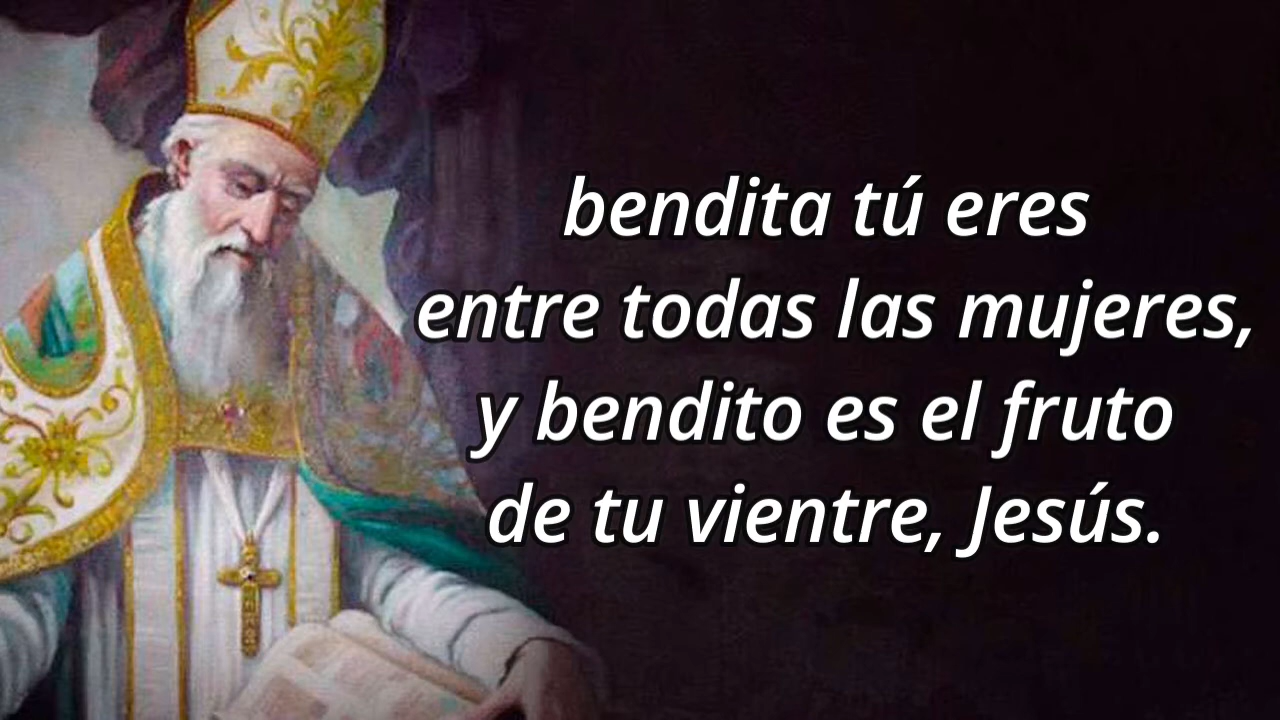 bendita tú eres
entre todas las mujeres,
y bendito es el fruto
de tu vientre, Jesús.